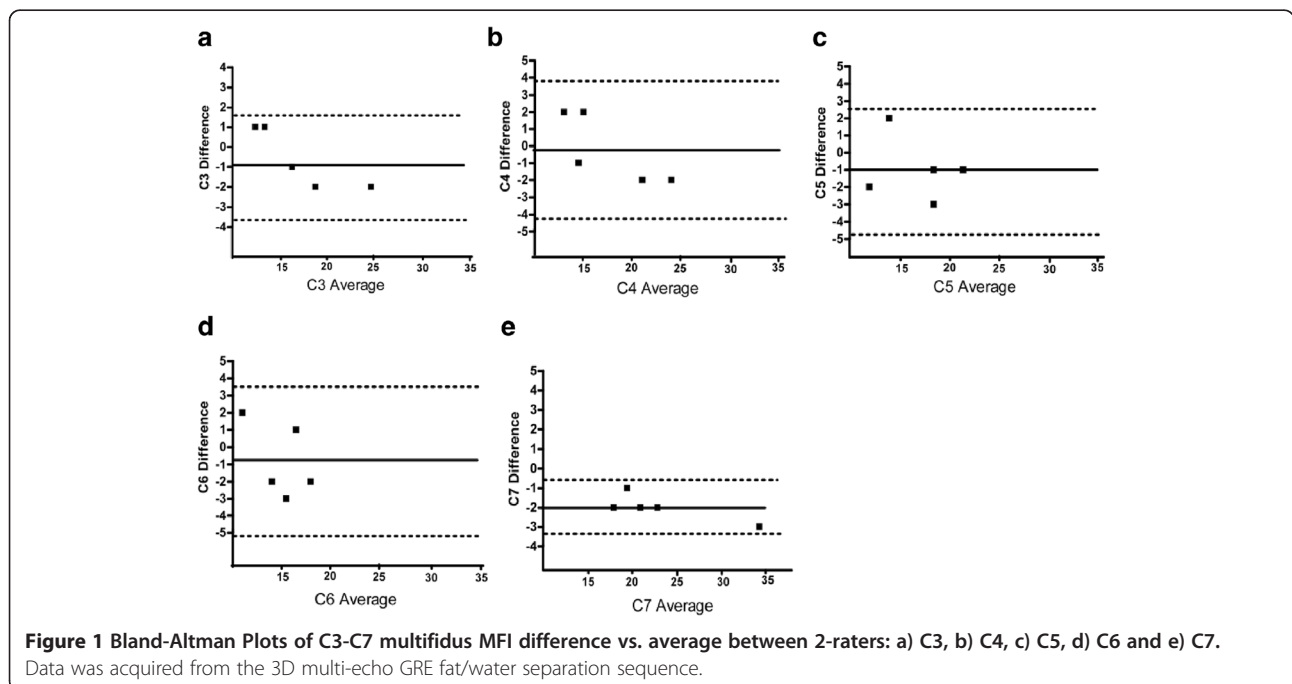 a
4
3
2
1
0
-1
-2
-3
-4
C3 Difference
15 20 25 30 35
C3 Average
b
5
4
3
2
1
0
-1
-2
-3
-4
-5
C4 Difference
15 20 25 30 35
C4 Average
c
5
4
3
2
1
0
-1
-2
-3
-4
-5
C5 Difference
15 20 25 30 35
C5 Average
d
5
4
3
2
1
0
-1
-2
-3
-4
-5
C6 Difference
15 20 25 30 35
C6 Average
e
5
4
3
2
1
0
-1
-2
-3
-4
C7 Difference
15 20 25 30 35
C7 Average
Figure 1 Bland-Altman Plots of C3-C7 multifidus MFI difference vs. average between 2-raters: a) C3, b) C4, c) C5, d) C6 and e) C7.
Data was acquired from the 3D multi-echo GRE fat/water separation sequence.